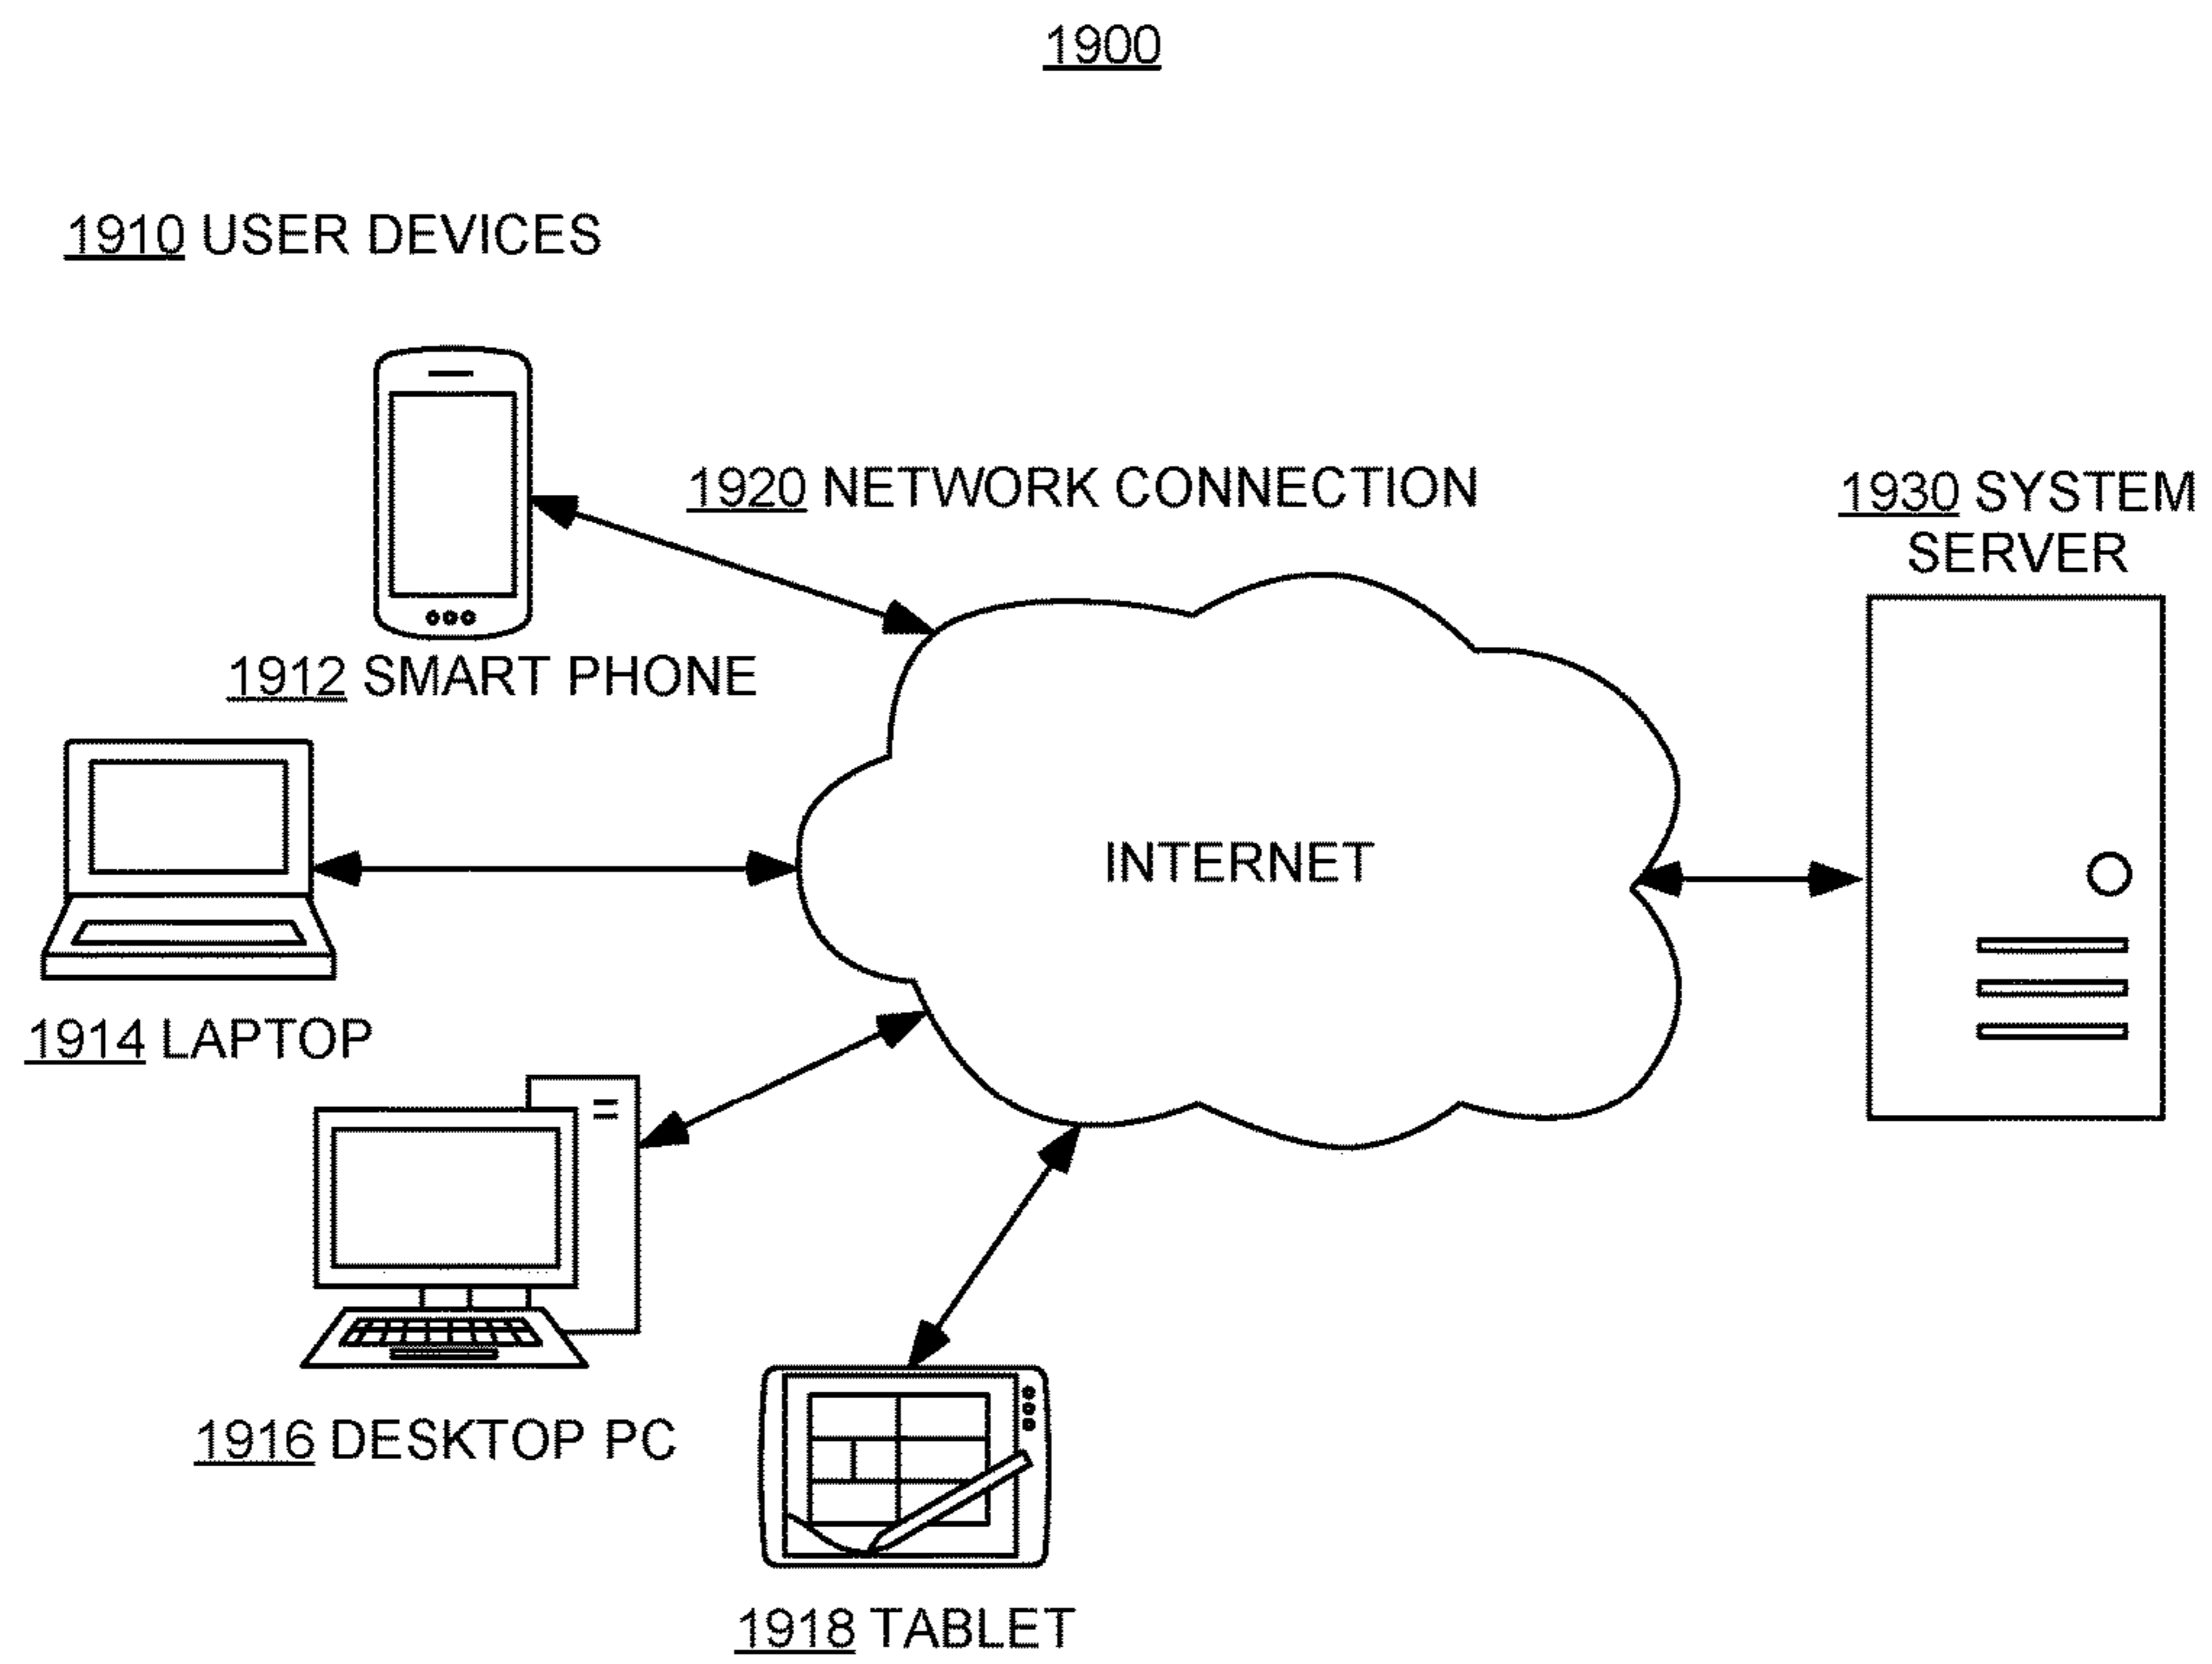 1900
1910 USER DEVICES
1920 NETWORK CONNECTION
1930 SYSTEM
SERVER
1912 SMART PHONE
INTERNET
1914 LAPTOP
1916 DESKTOP PC
1918 TABLET